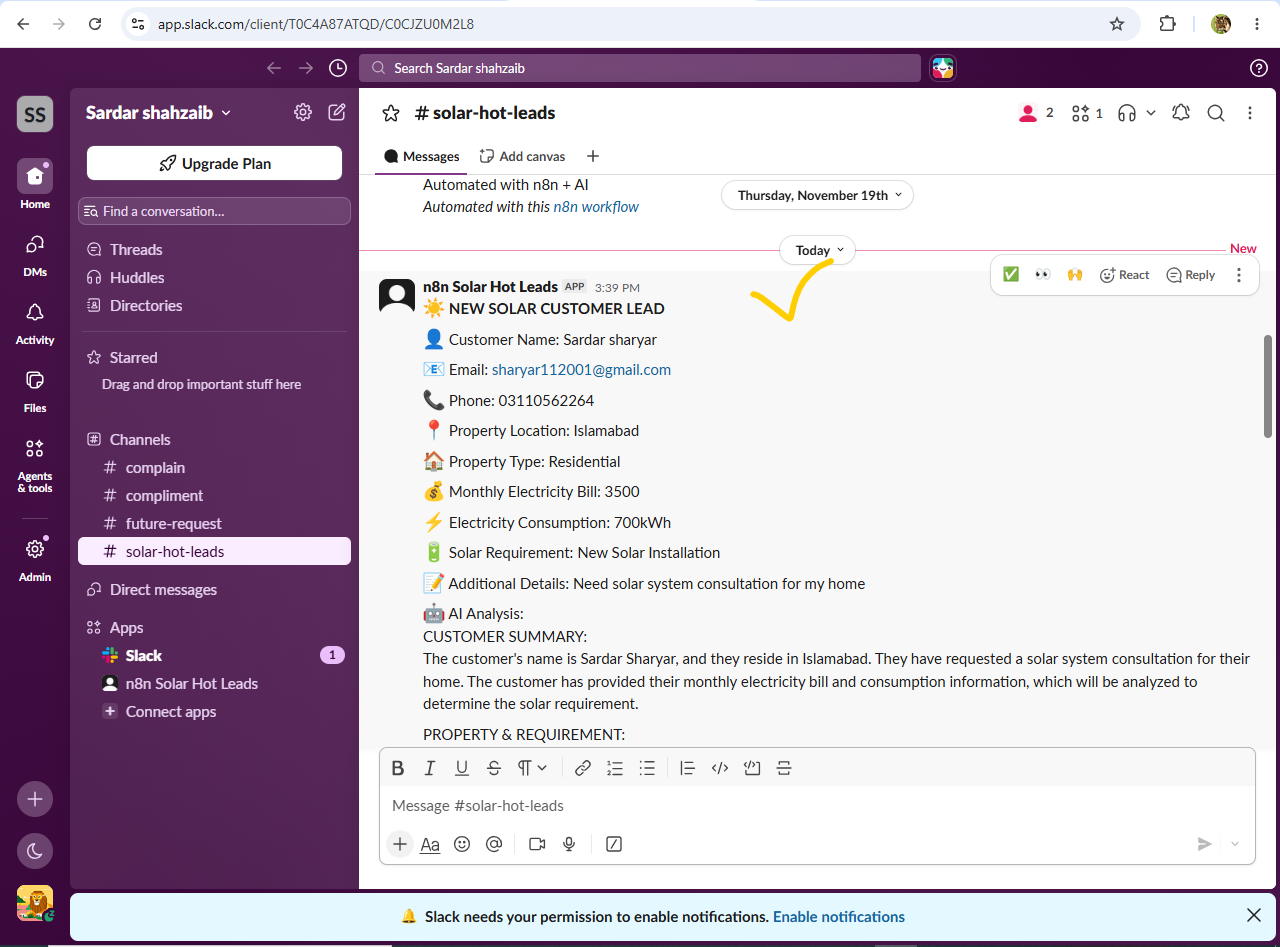 app.slack.com/client/T0C4A87ATQD/C0CJZU0M2L8
Search Sardar shahzaib
SS
Home
DMs
Activity
Files
Agents
& tools
Admin
Sardar shahzaib
Upgrade Plan
Find a conversation...
Threads
Huddles
Directories
Starred
Drag and drop important stuff here
Channels
# complain
# compliment
# future-request
# solar-hot-leads
Direct messages
Apps
Slack 1
n8n Solar Hot Leads
Connect apps
# solar-hot-leads
2
1
Messages
Add canvas
Automated with n8n + AI
Automated with this n8n workflow
Thursday, November 19th
Today
New
React
Reply
n8n Solar Hot Leads APP 3:39 PM
NEW SOLAR CUSTOMER LEAD
Customer Name: Sardar sharyar
Email: sharyar112001@gmail.com
Phone: 03110562264
Property Location: Islamabad
Property Type: Residential
Monthly Electricity Bill: 3500
Electricity Consumption: 700kWh
Solar Requirement: New Solar Installation
Additional Details: Need solar system consultation for my home
AI Analysis:
CUSTOMER SUMMARY:
The customer's name is Sardar Sharyar, and they reside in Islamabad. They have requested a solar system consultation for their
home. The customer has provided their monthly electricity bill and consumption information, which will be analyzed to
determine the solar requirement.
PROPERTY & REQUIREMENT:
Message #solar-hot-leads
Aa
Slack needs your permission to enable notifications. Enable notifications